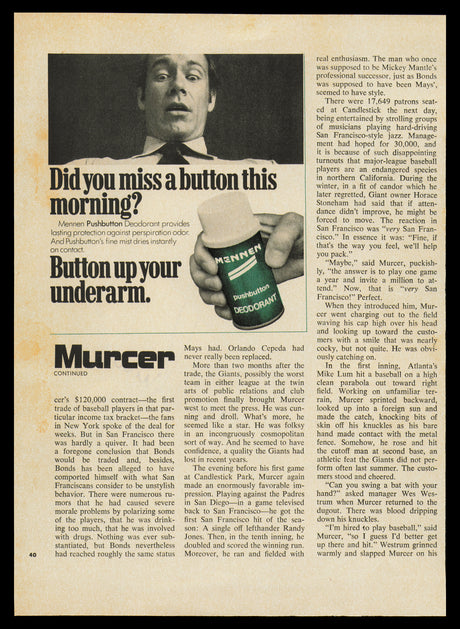 Did you miss a button this
morning?
Mennen Pushbutton Deodorant provides
lasting protection against perspiration odor.
And Pushbutton's fine mist dries instantly
on contact.
Button up your
underarm.
MENNEN
pushbutton
DEODORANT
Murcer
CONTINUED
cer's $120,000 contract—the first
trade of baseball players in that par-
ticular income tax bracket—the fans
in New York spoke of the deal for
weeks. But in San Francisco there
was hardly a quiver. It had been
a foregone conclusion that Bonds
would be traded and, besides,
Bonds has been alleged to have
comported himself with what San
Franciscans consider to be unstylish
behavior. There were numerous ru-
mors that he had caused severe
morale problems by polarizing some
of the players, that he was drink-
ing too much, that he was involved
with drugs. Nothing was ever sub-
stantiated, but Bonds nevertheless
had reached roughly the same status
Mays had. Orlando Cepeda had
never really been replaced.
More than two months after the
trade, the Giants, possibly the worst
team in either league at the twin
arts of public relations and club
promotion finally brought Murcer
west to meet the press. He was cun-
ning and droll. What's more, he
seemed like a star. He was folksy
in an incongruously cosmopolitan
sort of way. And he seemed to have
confidence, a quality the Giants had
lost in recent years.
The evening before his first game
at Candlestick Park, Murcer again
made an enormously favorable im-
pression. Playing against the Padres
in San Diego—in a game televised
back to San Francisco—he got the
first San Francisco hit of the sea-
son: A single off lefthander Randy
Jones. Then, in the tenth inning, he
doubled and scored the winning run.
Moreover, he ran and fielded with
real enthusiasm. The man who once
was supposed to be Mickey Mantle's
professional successor, just as Bonds
was supposed to have been Mays',
seemed to have style.
There were 17,649 patrons seat-
ed at Candlestick the next day,
being entertained by strolling groups
of musicians playing hard-driving
San Francisco-style jazz. Manage-
ment had hoped for 30,000, and
it is because of such disappointing
turnouts that major-league baseball
players are an endangered species
in northern California. During the
winter, in a fit of candor which he
later regretted, Giant owner Horace
Stoneham had said that if atten-
dance didn't improve, he might be
forced to move. The reaction in
San Francisco was "very San Fran-
cisco." In essence it was: "Fine, if
that's the way you feel, we'll help
you pack."
"Maybe," said Murcer, puckish-
ly, "the answer is to play one game
a year and invite a million to at-
tend." Now, that is "very San
Francisco!" Perfect.
When they introduced him, Mur-
cer went charging out to the field
waving his cap high over his head
and looking up toward the custo-
mers with a smile that was nearly
cocky, but not quite. He was obvi-
ously catching on.
In the first inning, Atlanta's
Mike Lum hit a baseball on a high
clean parabola out toward right
field. Working on unfamiliar ter-
rain, Murcer sprinted backward,
looked up into a foreign sun and
made the catch, knocking bits of
skin off his knuckles as his bare
hand made contact with the metal
fence. Somehow, he rose and hit
the cutoff man at second base, an
athletic feat the Giants did not per-
form often last summer. The custo-
mers stood and cheered.
"Can you swing a bat with your
hand?" asked manager Wes Wes-
trum when Murcer returned to the
dugout. There was blood dripping
down his knuckles.
"I'm hired to play baseball," said
Murcer, "so I guess I'd better get
up there and hit." Westrum grinned
warmly and slapped Murcer on his
40